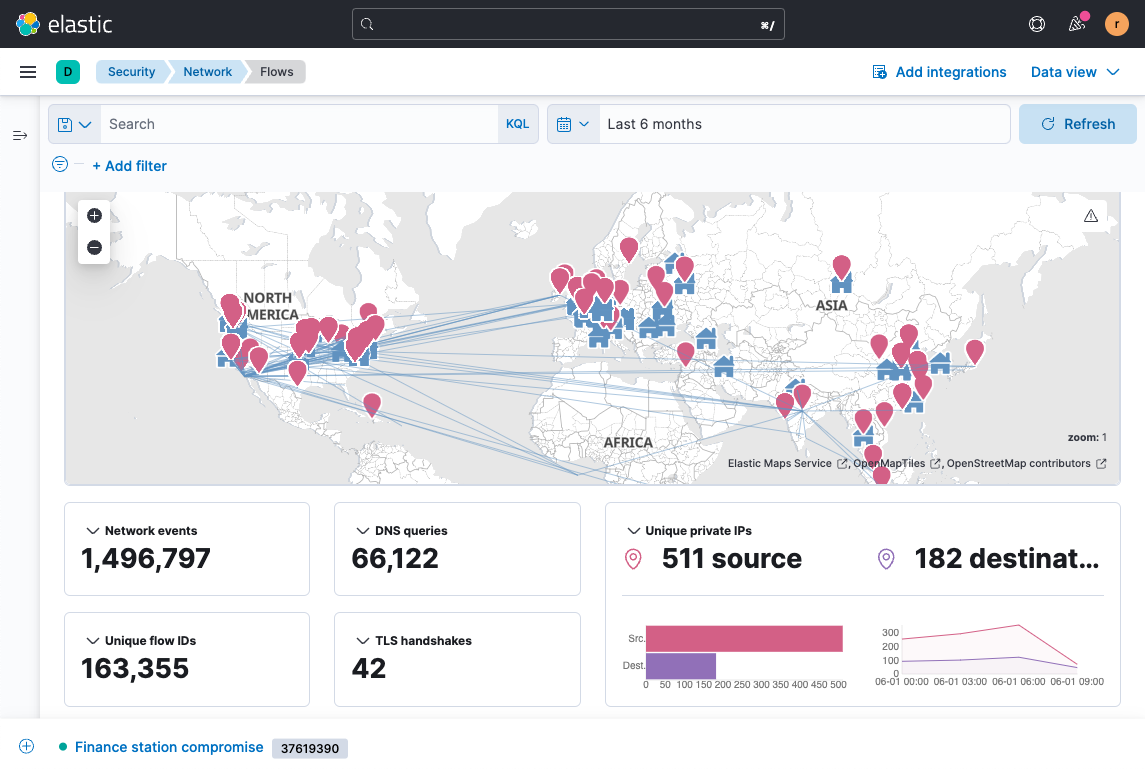 elastic
⌘/
r
D
Security
Network
Flows
Add integrations
Data view
Search
KQL
Last 6 months
Refresh
+ Add filter
NORTH
MERICA
ASIA
AFRICA
zoom: 1
Elastic Maps Service , OpenMapTiles , OpenStreetMap contributors
Network events
1,496,797
DNS queries
66,122
Unique private IPs
511 source
182 destinat...
Unique flow IDs
163,355
TLS handshakes
42
Src.
Dest.
0 50 100 150 200 250 300 350 400 450 500
300
200
100
0
06-01 00:00 06-01 03:00 06-01 06:00 06-01 09:00
Finance station compromise 37619390